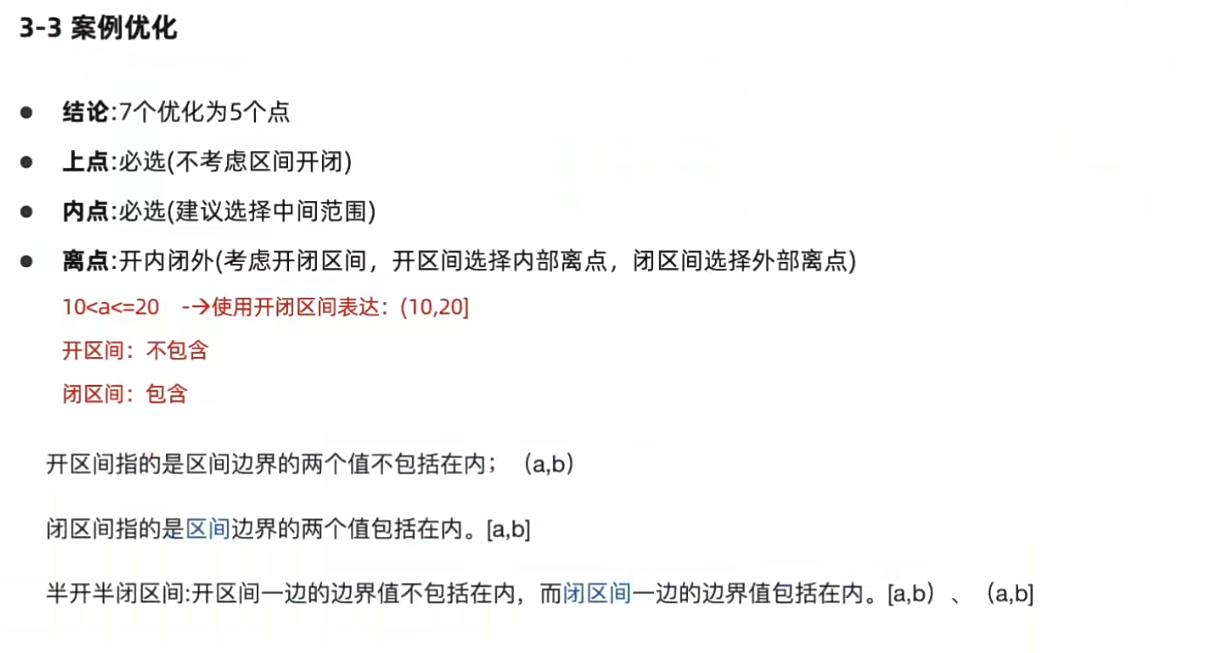 3-3 案例优化
● 结论:7个优化为5个点
● 上点:必选(不考虑区间开闭)
● 内点:必选(建议选择中间范围)
● 离点:开内闭外(考虑开闭区间，开区间选择内部离点，闭区间选择外部离点)
10<a<=20 -→使用开闭区间表达：(10,20]
开区间：不包含
闭区间：包含
开区间指的是区间边界的两个值不包括在内；（a,b）
闭区间指的是区间边界的两个值包括在内。[a,b]
半开半闭区间:开区间一边的边界值不包括在内，而闭区间一边的边界值包括在内。[a,b）、（a,b]